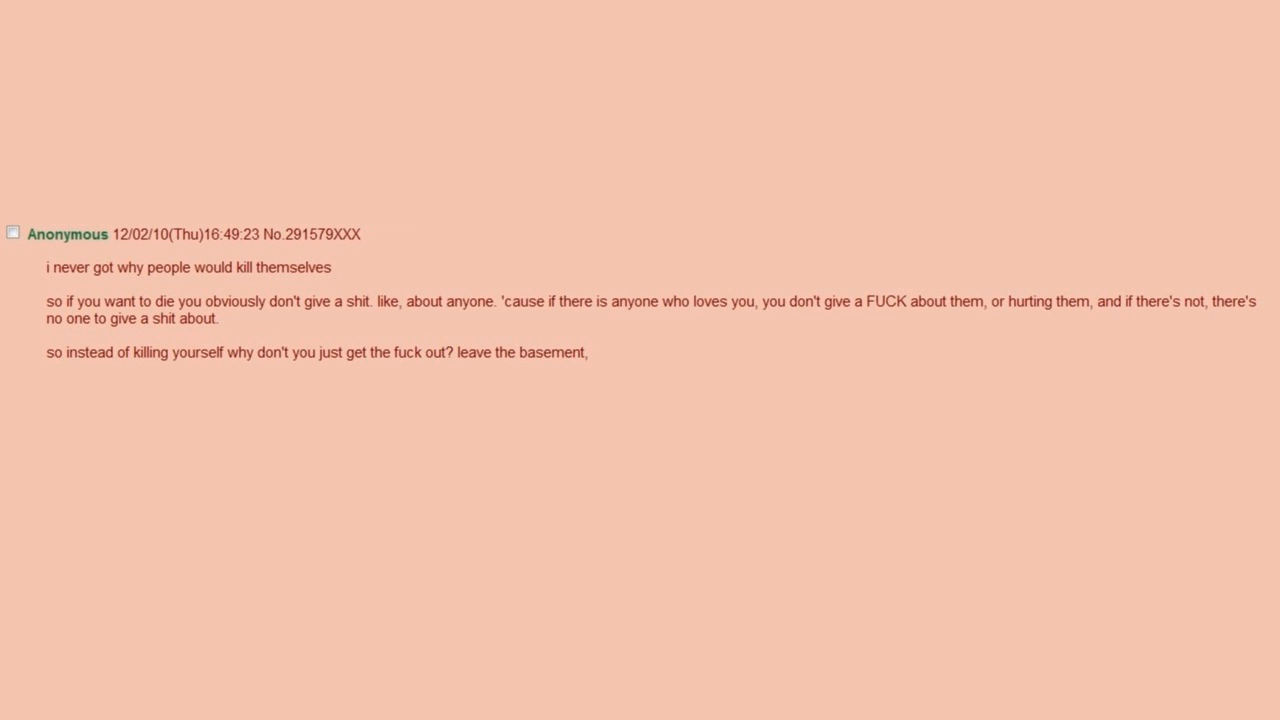 Anonymous 12/02/10(Thu)16:49:23 No.291579XXX
i never got why people would kill themselves
so if you want to die you obviously don't give a shit. like, about anyone. 'cause if there is anyone who loves you, you don't give a FUCK about them, or hurting them, and if there's not, there's
no one to give a shit about.
so instead of killing yourself why don't you just get the fuck out? leave the basement,